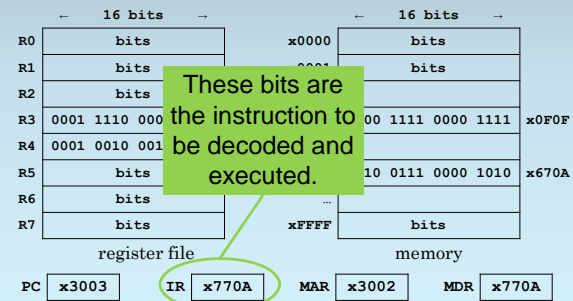 ← 16 bits → ← 16 bits →
R0 bits x0000 bits
R1 bits bits
R2 bits
R3 0001 1110 000 00 1111 0000 1111 x0F0F
R4 0001 0010 001
R5 bits 10 0111 0000 1010 x670A
R6 bits …
R7 bits xFFFF bits
These bits are
the instruction to
be decoded and
executed.
register file memory
PC x3003 IR x770A MAR x3002 MDR x770A